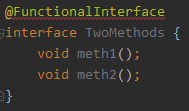 @FunctionalInterface
interface TwoMethods {
    void meth1();
    void meth2();
}